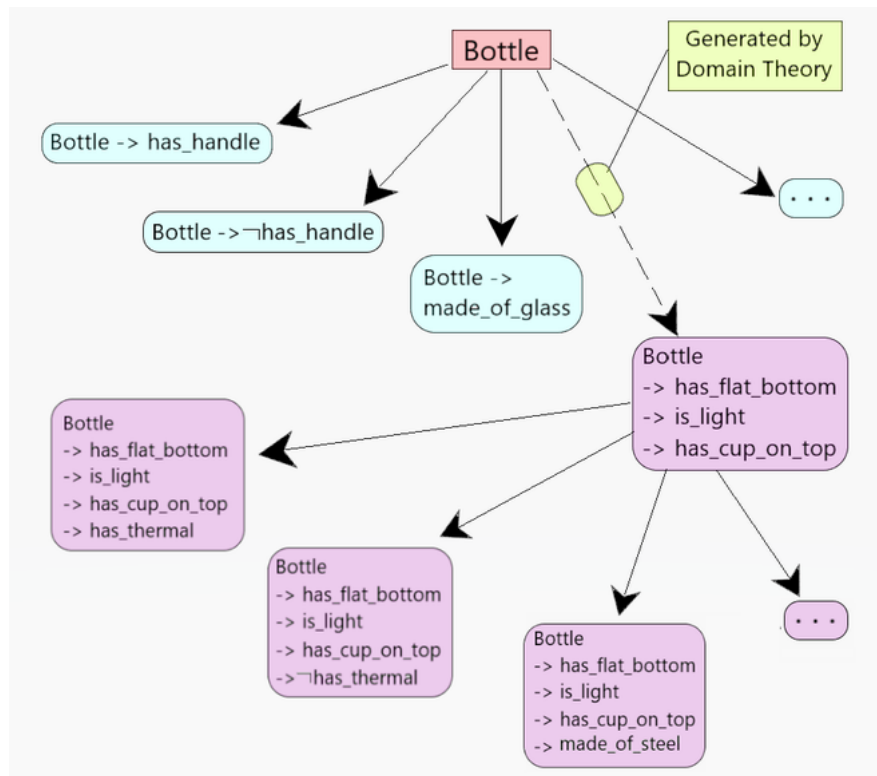 Bottle
Generated by
Domain Theory
Bottle -> has_handle
Bottle ->¬has_handle
Bottle ->
made_of_glass
. . .
Bottle
-> has_flat_bottom
-> is_light
-> has_cup_on_top
Bottle
-> has_flat_bottom
-> is_light
-> has_cup_on_top
-> has_thermal
Bottle
-> has_flat_bottom
-> is_light
-> has_cup_on_top
->¬has_thermal
Bottle
-> has_flat_bottom
-> is_light
-> has_cup_on_top
-> made_of_steel
. . .